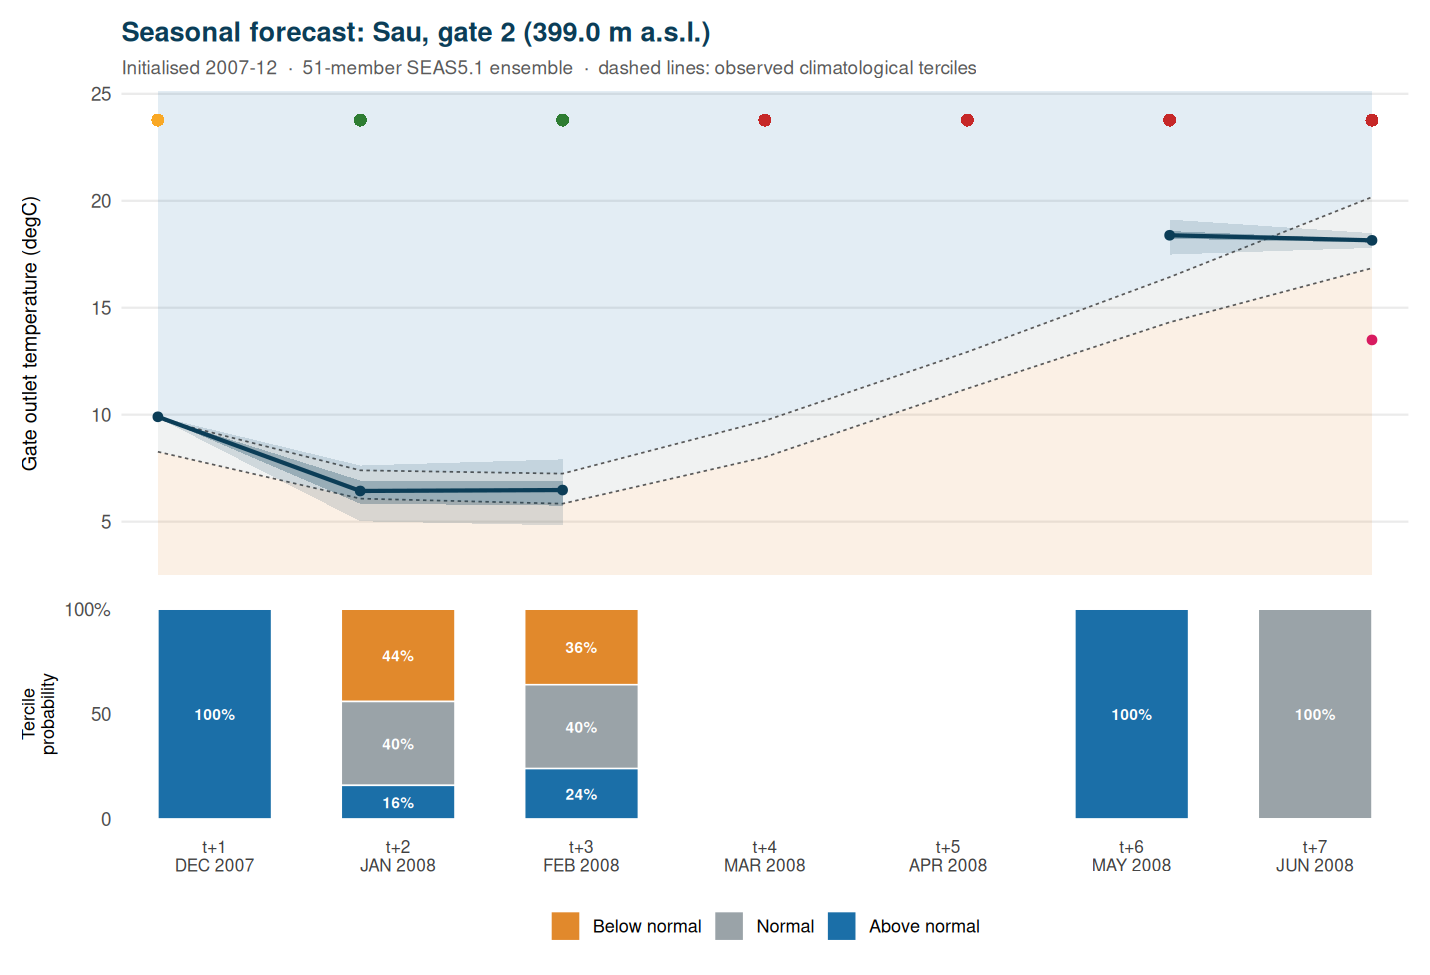 Seasonal forecast: Sau, gate 2 (399.0 m a.s.l.)
Initialised 2007-12 · 51-member SEAS5.1 ensemble · dashed lines: observed climatological terciles
Gate outlet temperature (degC)
25
20
15
10
5
Tercile
probability
100%
50
0
100%
44%
40%
16%
36%
40%
24%
100%
100%
t+1
DEC 2007
t+2
JAN 2008
t+3
FEB 2008
t+4
MAR 2008
t+5
APR 2008
t+6
MAY 2008
t+7
JUN 2008
Below normal
Normal
Above normal